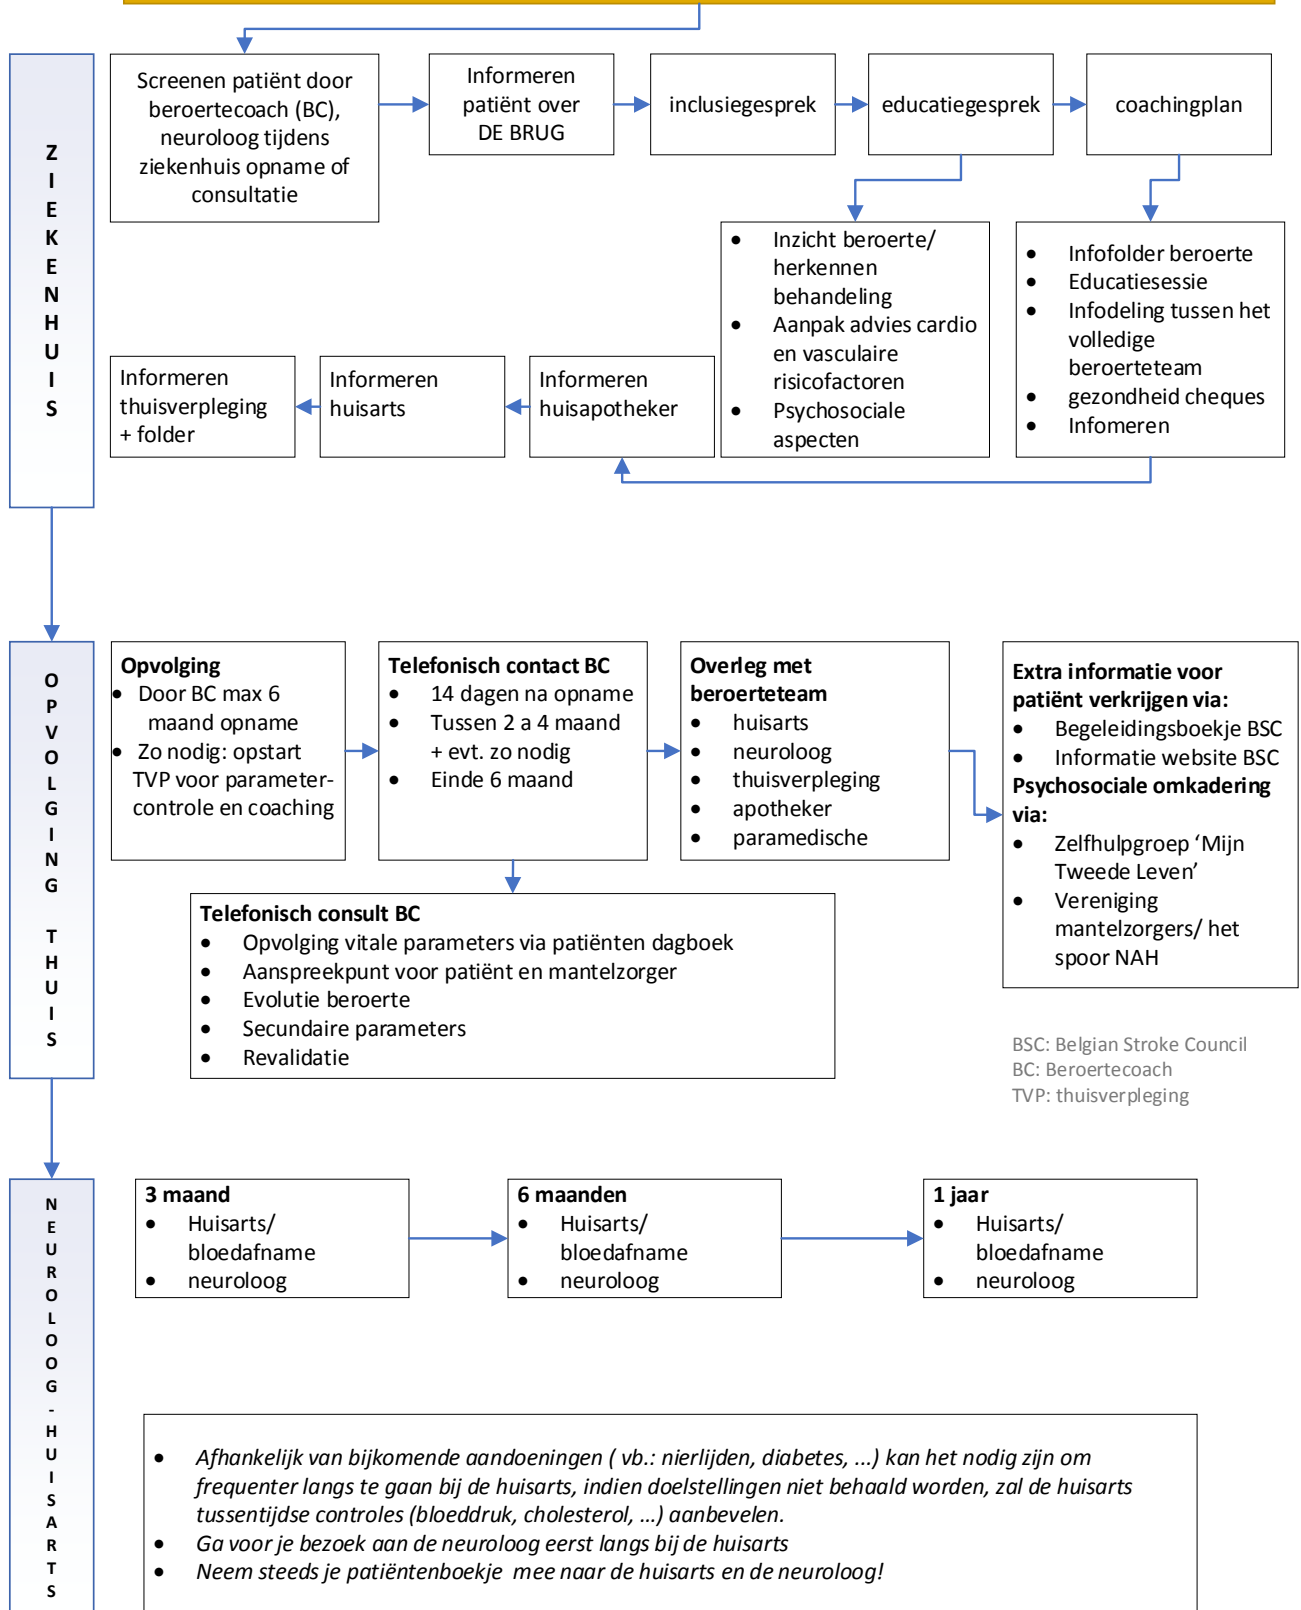 ZIEKENHUIS
Screenen patiënt door
beroertecoach (BC),
neuroloog tijdens
ziekenhuis opname of
consultatie
Informeren
patiënt over
DE BRUG
inclusiegesprek
educatiegesprek
coachingplan
• Inzicht beroerte/
herkennen
behandeling
• Aanpak advies cardio
en vasculaire
risicofactoren
• Psychosociale
aspecten
• Infofolder beroerte
• Educatiesessie
• Infodeling tussen het
volledige
beroerteteam
• gezondheid cheques
• Infomeren
Informeren
huisapotheker
Informeren
huisarts
Informeren
thuisverpleging
+ folder
OPVOLGING THUIS
Opvolging
• Door BC max 6
maand opname
• Zo nodig: opstart
TVP voor parameter-
controle en coaching
Telefonisch contact BC
• 14 dagen na opname
• Tussen 2 a 4 maand
+ evt. zo nodig
• Einde 6 maand
Overleg met
beroerteteam
• huisarts
• neuroloog
• thuisverpleging
• apotheker
• paramedische
Extra informatie voor
patiënt verkrijgen via:
• Begeleidingsboekje BSC
• Informatie website BSC
Psychosociale omkadering
via:
• Zelfhulpgroep ‘Mijn
Tweede Leven’
• Vereniging
mantelzorgers/ het
spoor NAH
Telefonisch consult BC
• Opvolging vitale parameters via patiënten dagboek
• Aanspreekpunt voor patiënt en mantelzorger
• Evolutie beroerte
• Secundaire parameters
• Revalidatie
BSC: Belgian Stroke Council
BC: Beroertecoach
TVP: thuisverpleging
NEUROLOOG-HUISARTS
3 maand
• Huisarts/
bloedafname
• neuroloog
6 maanden
• Huisarts/
bloedafname
• neuroloog
1 jaar
• Huisarts/
bloedafname
• neuroloog
• Afhankelijk van bijkomende aandoeningen ( vb.: nierlijden, diabetes, ...) kan het nodig zijn om
frequenter langs te gaan bij de huisarts, indien doelstellingen niet behaald worden, zal de huisarts
tussentijdse controles (bloeddruk, cholesterol, …) aanbevelen.
• Ga voor je bezoek aan de neuroloog eerst langs bij de huisarts
• Neem steeds je patiëntenboekje mee naar de huisarts en de neuroloog!